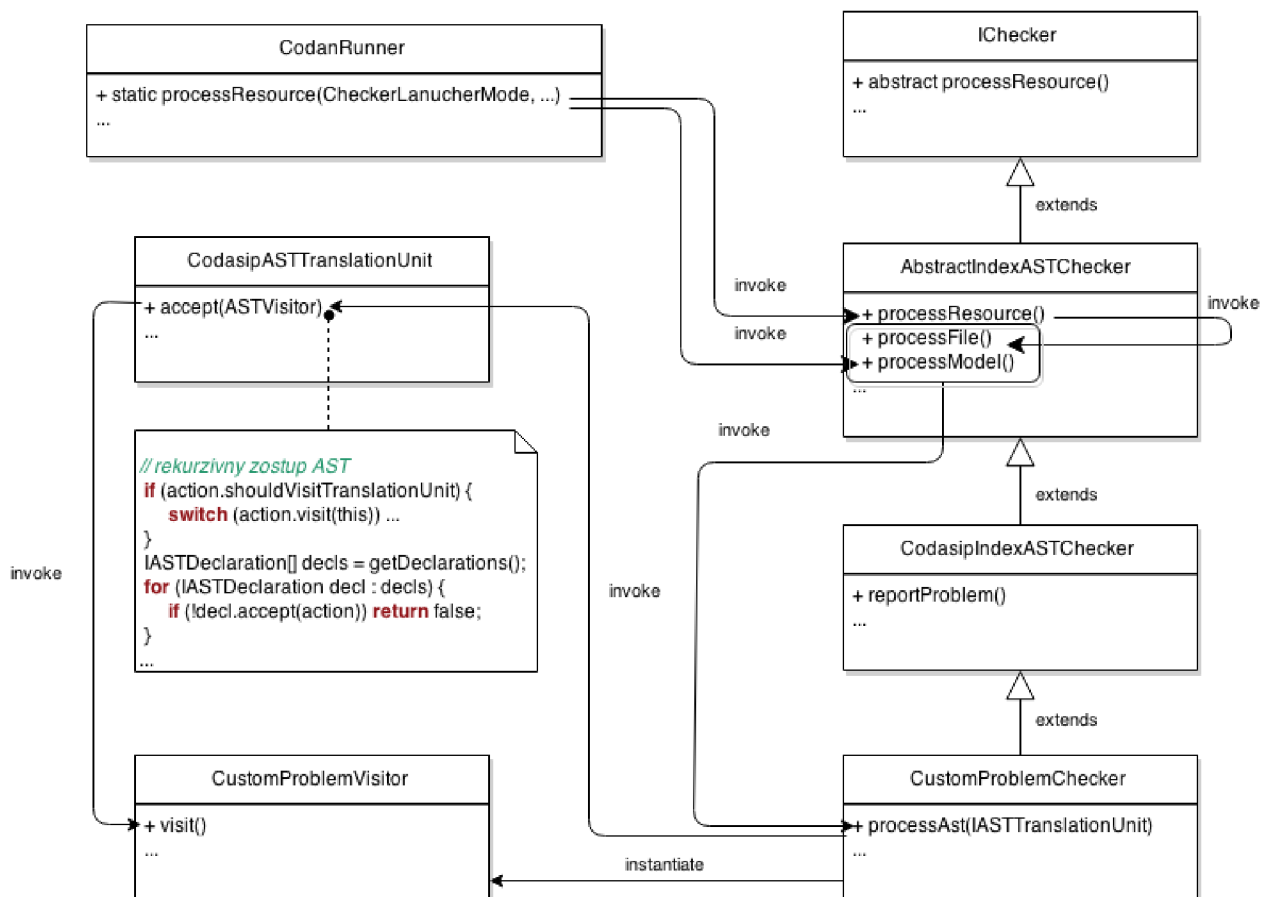 CodanRunner
+ static processResource(CheckerLanucherMode, ...)
...
IChecker
+ abstract processResource()
...
extends
CodasipASTTranslationUnit
+ accept(ASTVisitor)
...
invoke
invoke
AbstractIndexASTChecker
+ processResource()
+ processFile()
+ processModel()
...
invoke
// rekurzivny zostup AST
if (action.shouldVisitTranslationUnit) {
switch (action.visit(this)) ...
}
IASTDeclaration[] decls = getDeclarations();
for (IASTDeclaration decl : decls) {
if (!decl.accept(action)) return false;
}
...
invoke
invoke
invoke
extends
CodasipIndexASTChecker
+ reportProblem()
...
extends
CustomProblemVisitor
+ visit()
...
instantiate
CustomProblemChecker
+ processAst(IASTTranslationUnit)
...